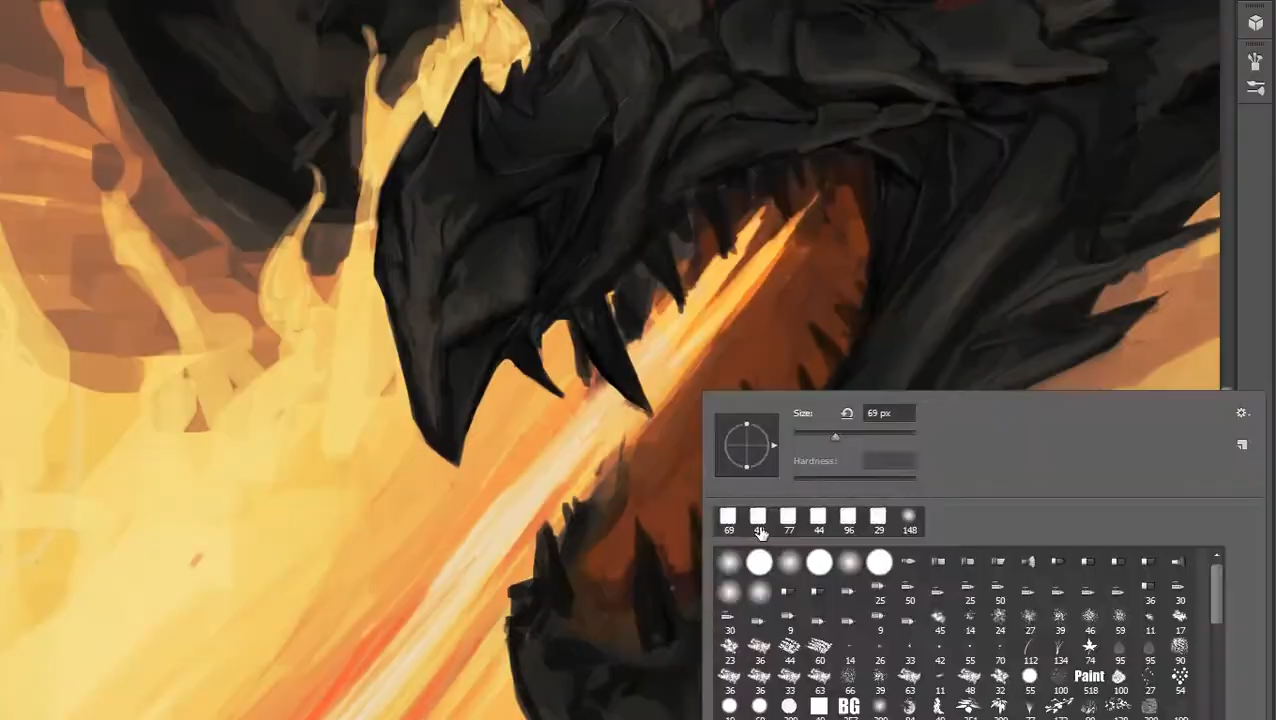 Size: 69 px
Hardness:
69 77 44 96 29 148
25 50 25 50 36 30
30 9 9 45 14 24 27 39 46 59 11 17
23 36 44 60 14 26 33 42 55 70 112 134 74 95 95 90
36 36 33 63 66 39 63 11 48 32 55 100 Paint 518 100 27 54
BG